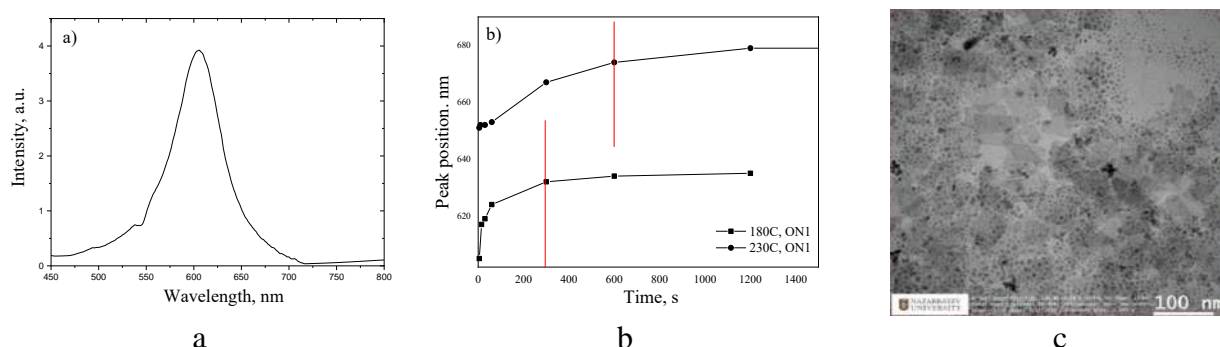 a)
Intensity, a.u.
4
3
2
1
0
450 500 550 600 650 700 750 800
Wavelength, nm
a
b)
Peak position. nm
680
660
640
620
180C, ON1
230C, ON1
0 200 400 600 800 1000 1200 1400
Time, s
b
NAZARBAYEV
UNIVERSITY
100 nm
c